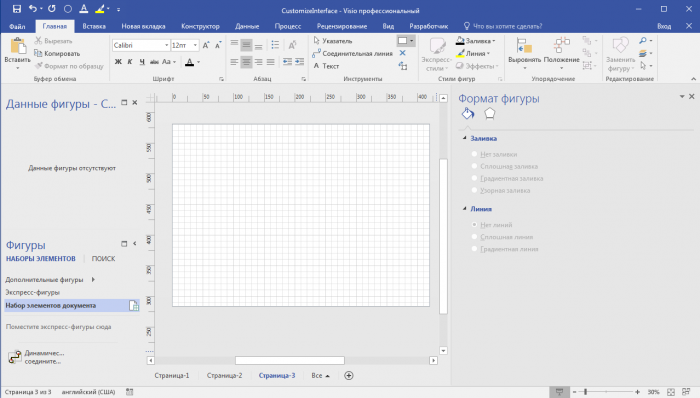 CustomizeInterface - Visio профессиональный
Файл Главная Вставка Новая вкладка Конструктор Данные Процесс Рецензирование Вид Разработчик Что вы хотите сделать? Вход
Вставить
Вырезать
Копировать
Формат по образцу
Буфер обмена
Calibri 12пт
Ж К Ч abc Aa А
Шрифт
Абзац
Указатель
Соединительная линия
А Текст
Инструменты
Экспресс-стили
Заливка
Линия
Эффекты
Стили фигур
Выровнять Положение
Упорядочение
Заменить фигуру
Редактирование
Данные фигуры - С...
Данные фигуры отсутствуют
Фигуры
НАБОРЫ ЭЛЕМЕНТОВ ПОИСК
Дополнительные фигуры
Экспресс-фигуры
Набор элементов документа
Поместите экспресс-фигуры сюда
Динамичес...
соедините...
0 50 100 150 200 250 300 350 400
600
550
500
450
400
350
300
250
Страница-1 Страница-2 Страница-3 Все
Формат фигуры
Заливка
Нет заливки
Сплошная заливка
Градиентная заливка
Узорная заливка
Линия
Нет линий
Сплошная линия
Градиентная линия
Страница 3 из 3 английский (США) 30%